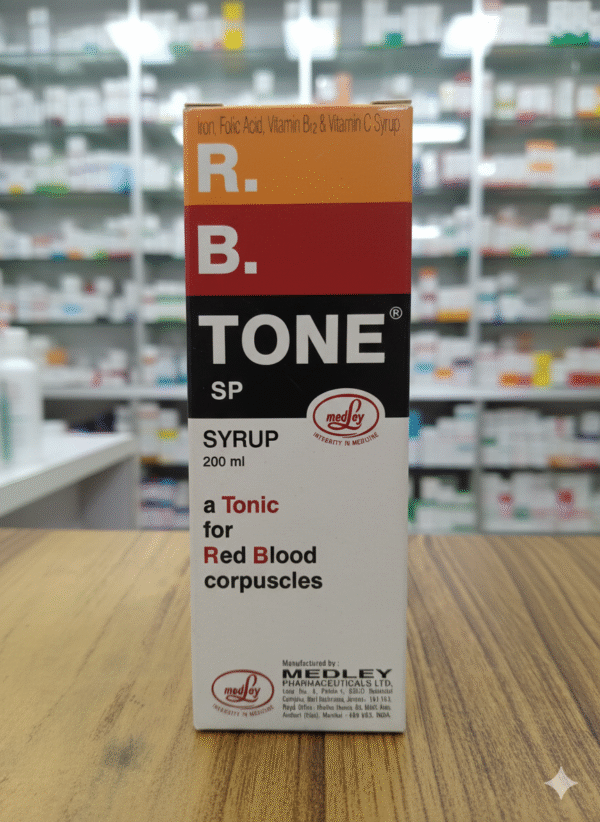 Iron, Folic Acid, Vitamin B12 & Vitamin C Syrup
R.
B.
TONE®
SP
medley
INTEGRITY IN MEDICINE
SYRUP
200 ml
a Tonic
for
Red Blood
corpuscles
medley
INTEGRITY IN MEDICINE
Manufactured by :
MEDLEY
PHARMACEUTICALS LTD.